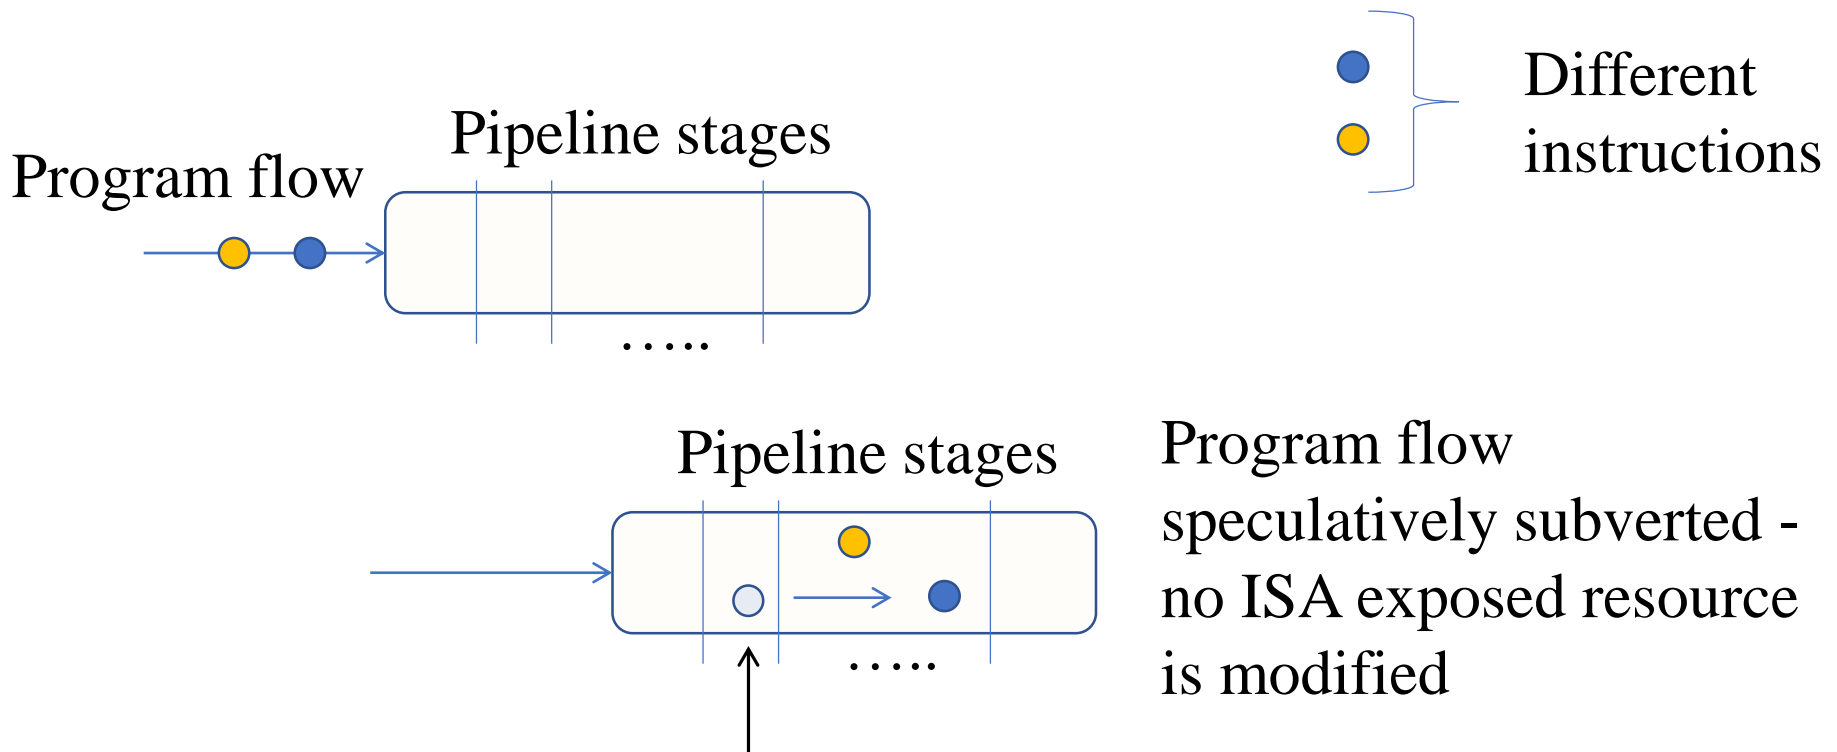 Different
instructions
Pipeline stages
Program flow
.....
Pipeline stages
.....
Program flow
speculatively subverted -
no ISA exposed resource
is modified